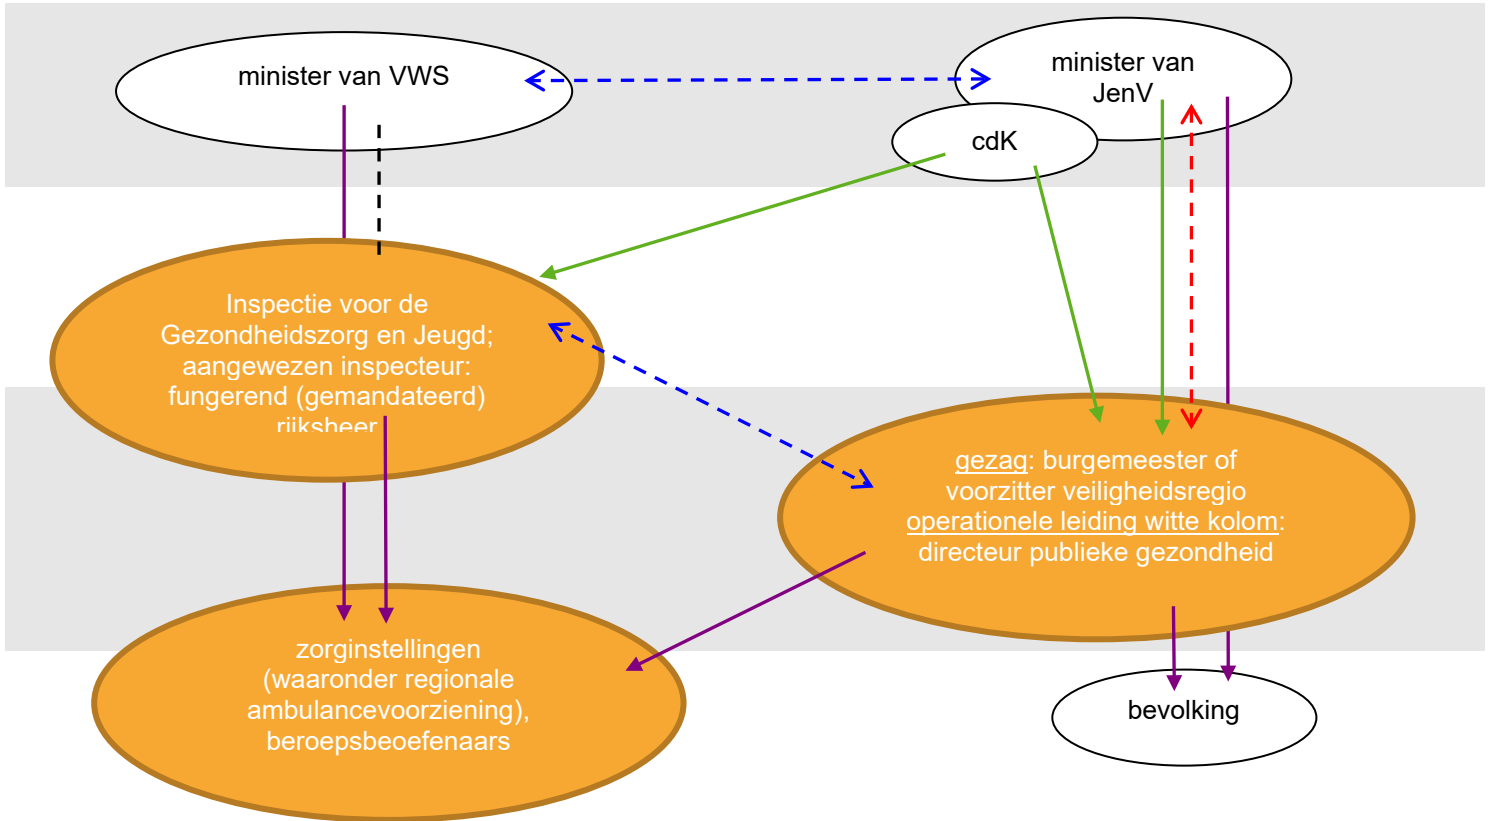 minister van VWS
minister van
JenV
cdK
Inspectie voor de
Gezondheidszorg en Jeugd;
aangewezen inspecteur:
fungerend (gemandateerd)
rijksheer
gezag: burgemeester of
voorzitter veiligheidsregio
operationele leiding witte kolom:
directeur publieke gezondheid
zorginstellingen
(waaronder regionale
ambulancevoorziening),
beroepsbeoefenaars
bevolking